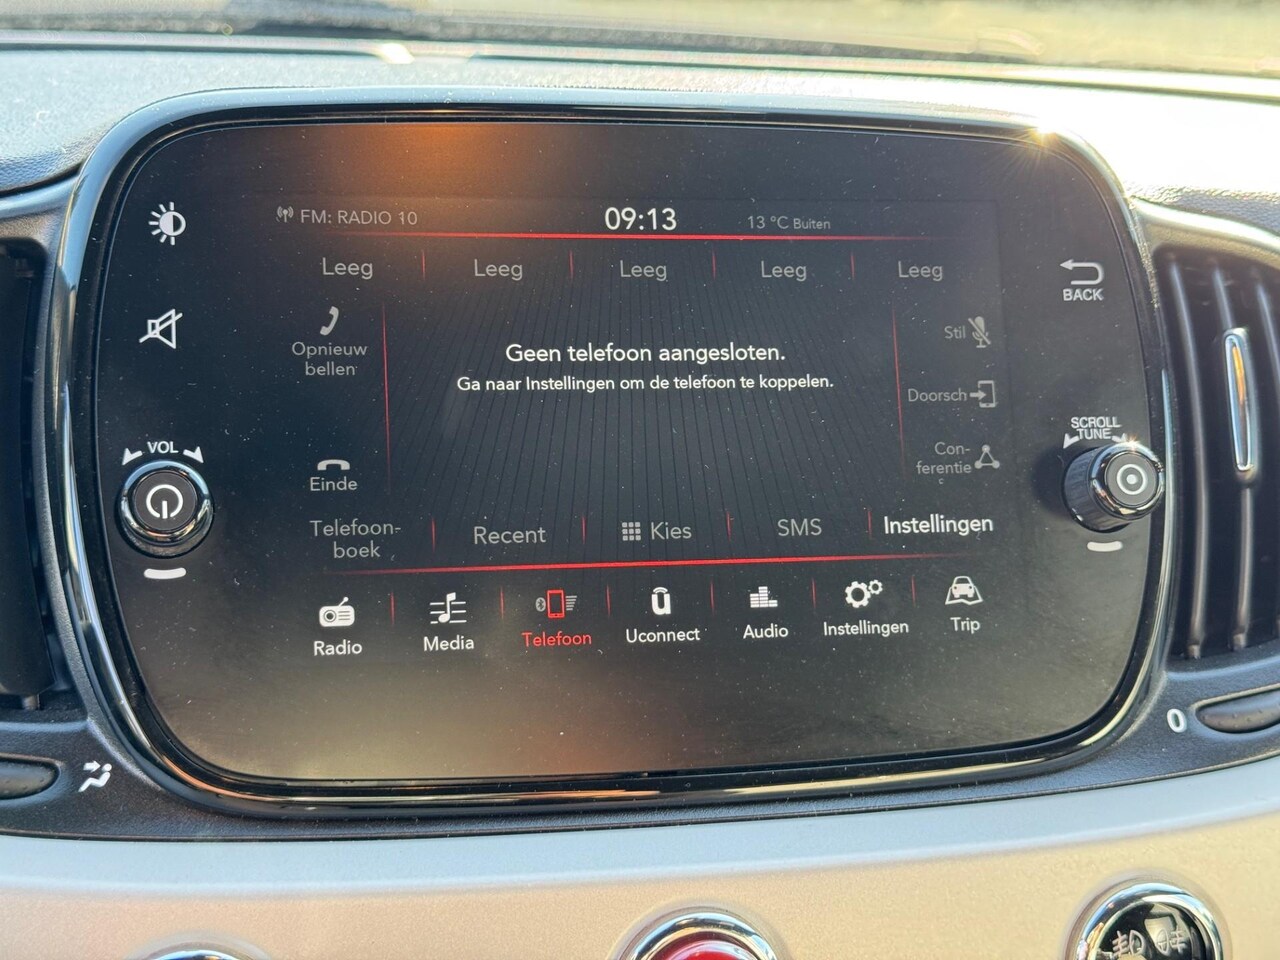 FM: RADIO 10
09:13
13 °C Buiten
Leeg
Leeg
Leeg
Leeg
Leeg
BACK
Opnieuw
bellen
Geen telefoon aangesloten.
Ga naar Instellingen om de telefoon te koppelen.
Stil
Doorsch
Con-
ferentie
VOL
SCROLL
TUNE
Einde
Telefoon-
boek
Recent
Kies
SMS
Instellingen
Radio
Media
Telefoon
Uconnect
Audio
Instellingen
Trip
0